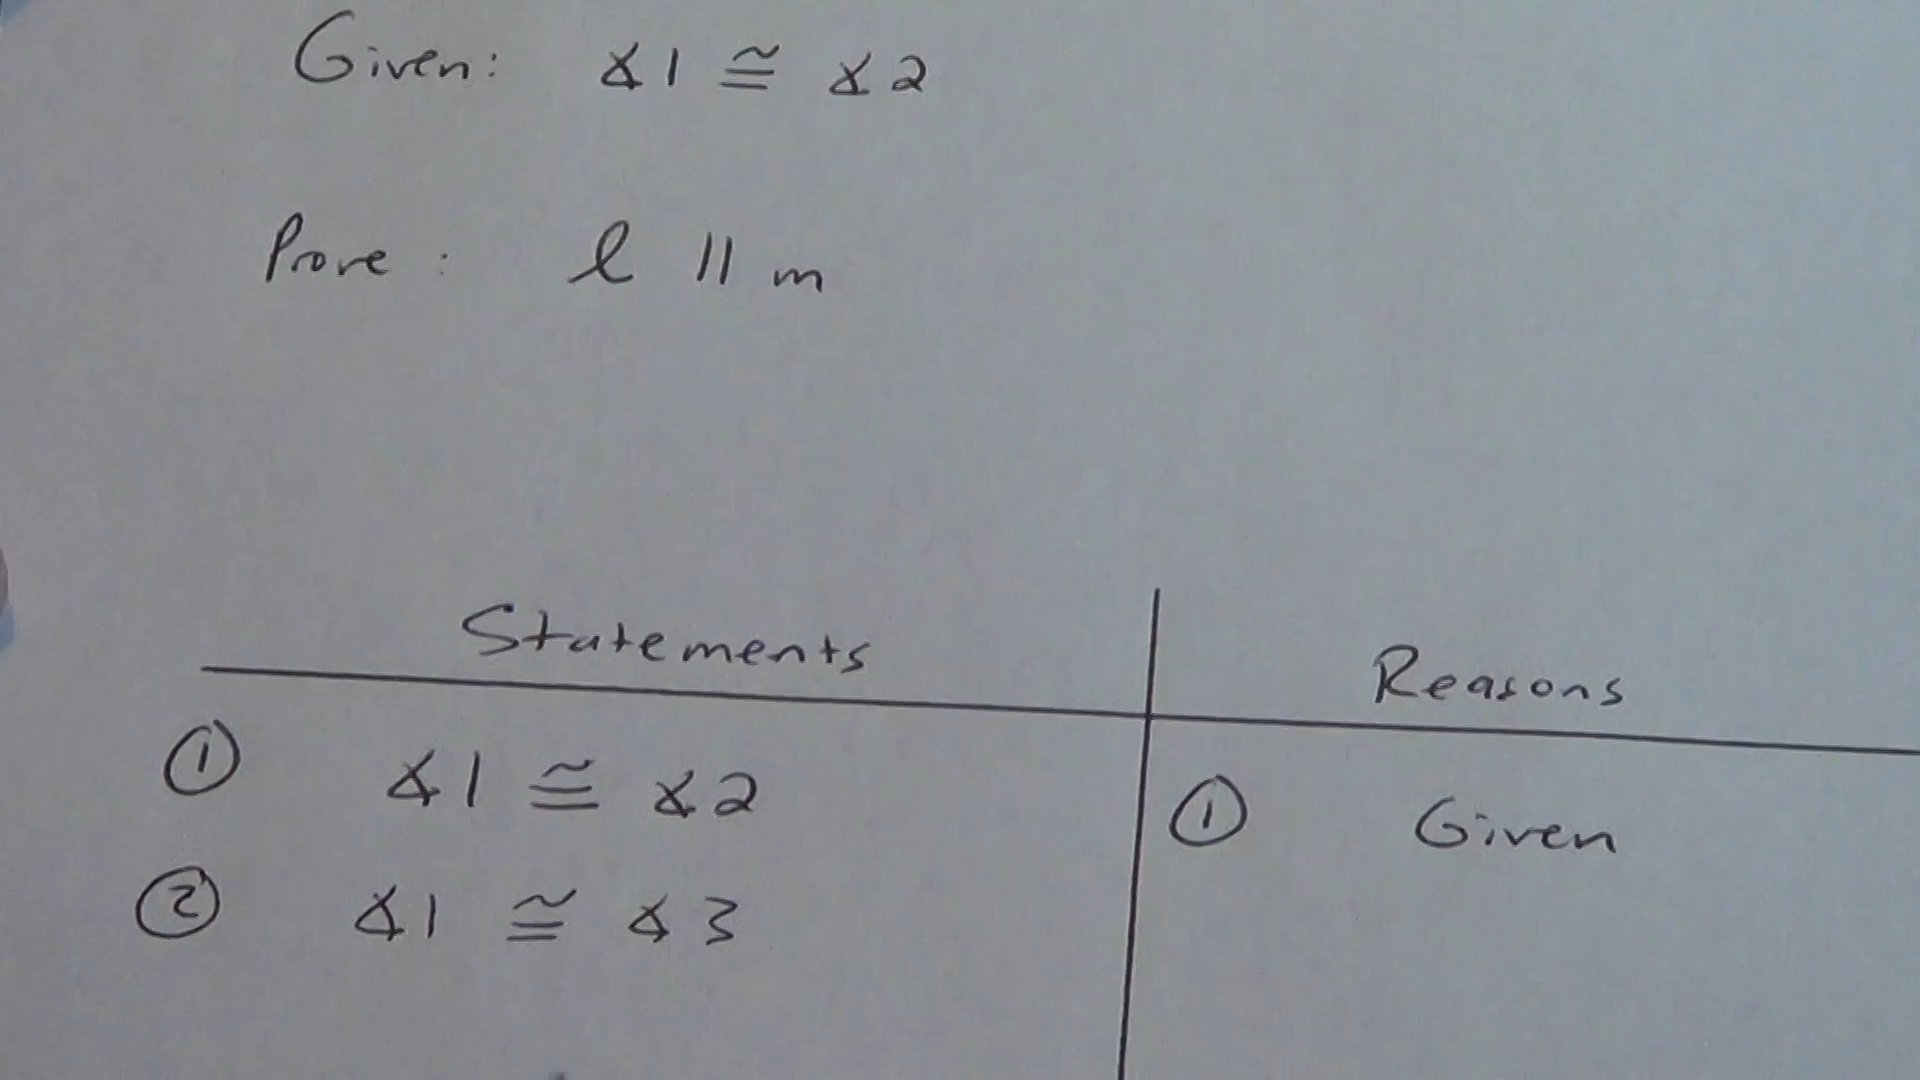 Given: ∡1 ≅ ∡2
Prove: l || m
Statements Reasons
① ∡1 ≅ ∡2 ① Given
② ∡1 ≅ ∡3